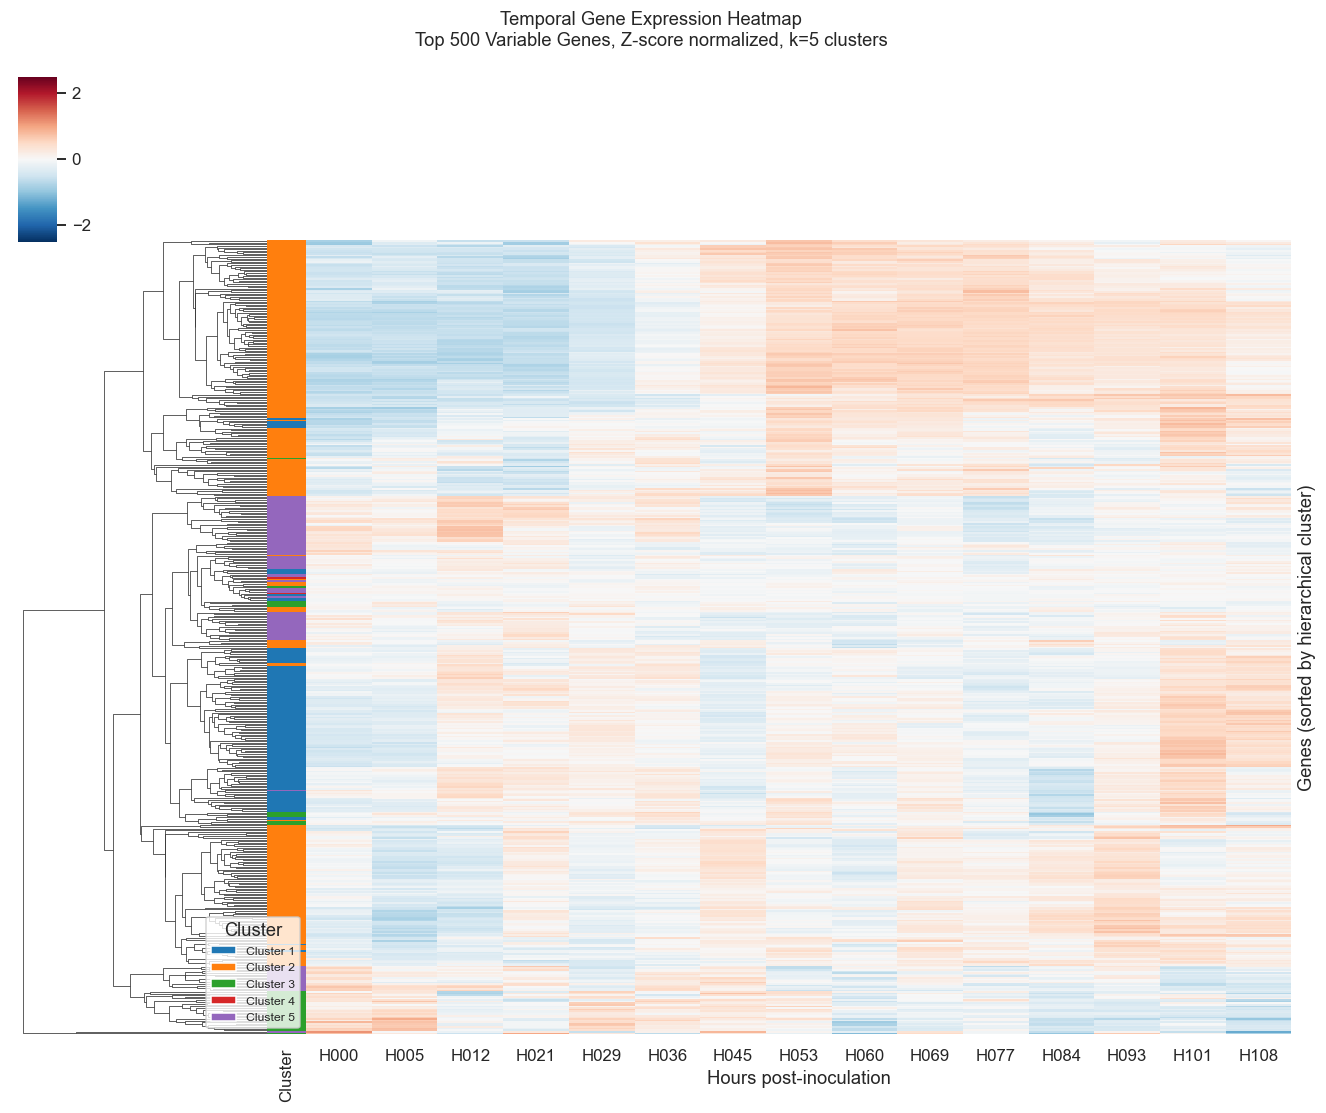 Temporal Gene Expression Heatmap
Top 500 Variable Genes, Z-score normalized, k=5 clusters
2
0
−2
Genes (sorted by hierarchical cluster)
Cluster
Cluster 1
Cluster 2
Cluster 3
Cluster 4
Cluster 5
Cluster
H000 H005 H012 H021 H029 H036 H045 H053 H060 H069 H077 H084 H093 H101 H108
Hours post-inoculation